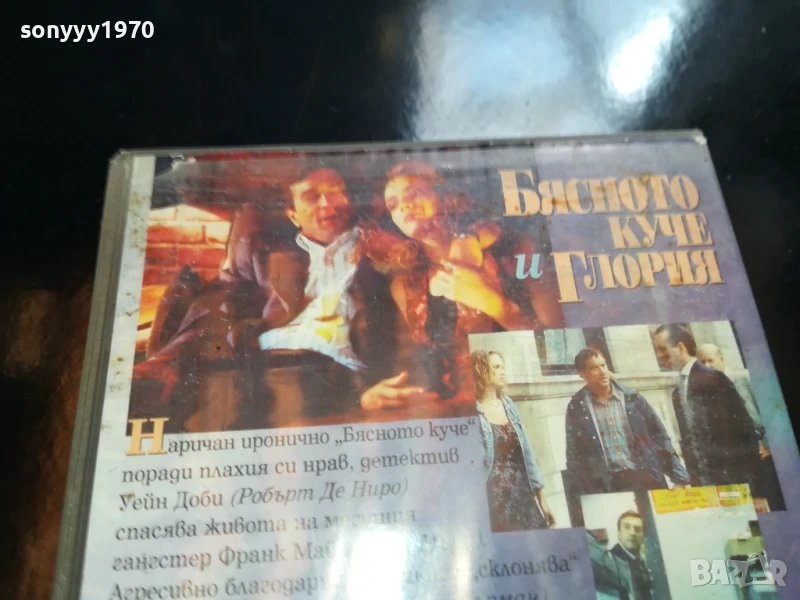 sonyyy1970
Бясното
куче
и Глория
Наричан иронично „Бясното куче“
поради плахия си нрав, детектив
Уейн Доби (Робърт Де Ниро)
спасява живота на
гангстер Франк
Агресивно склонява“
BAZAR